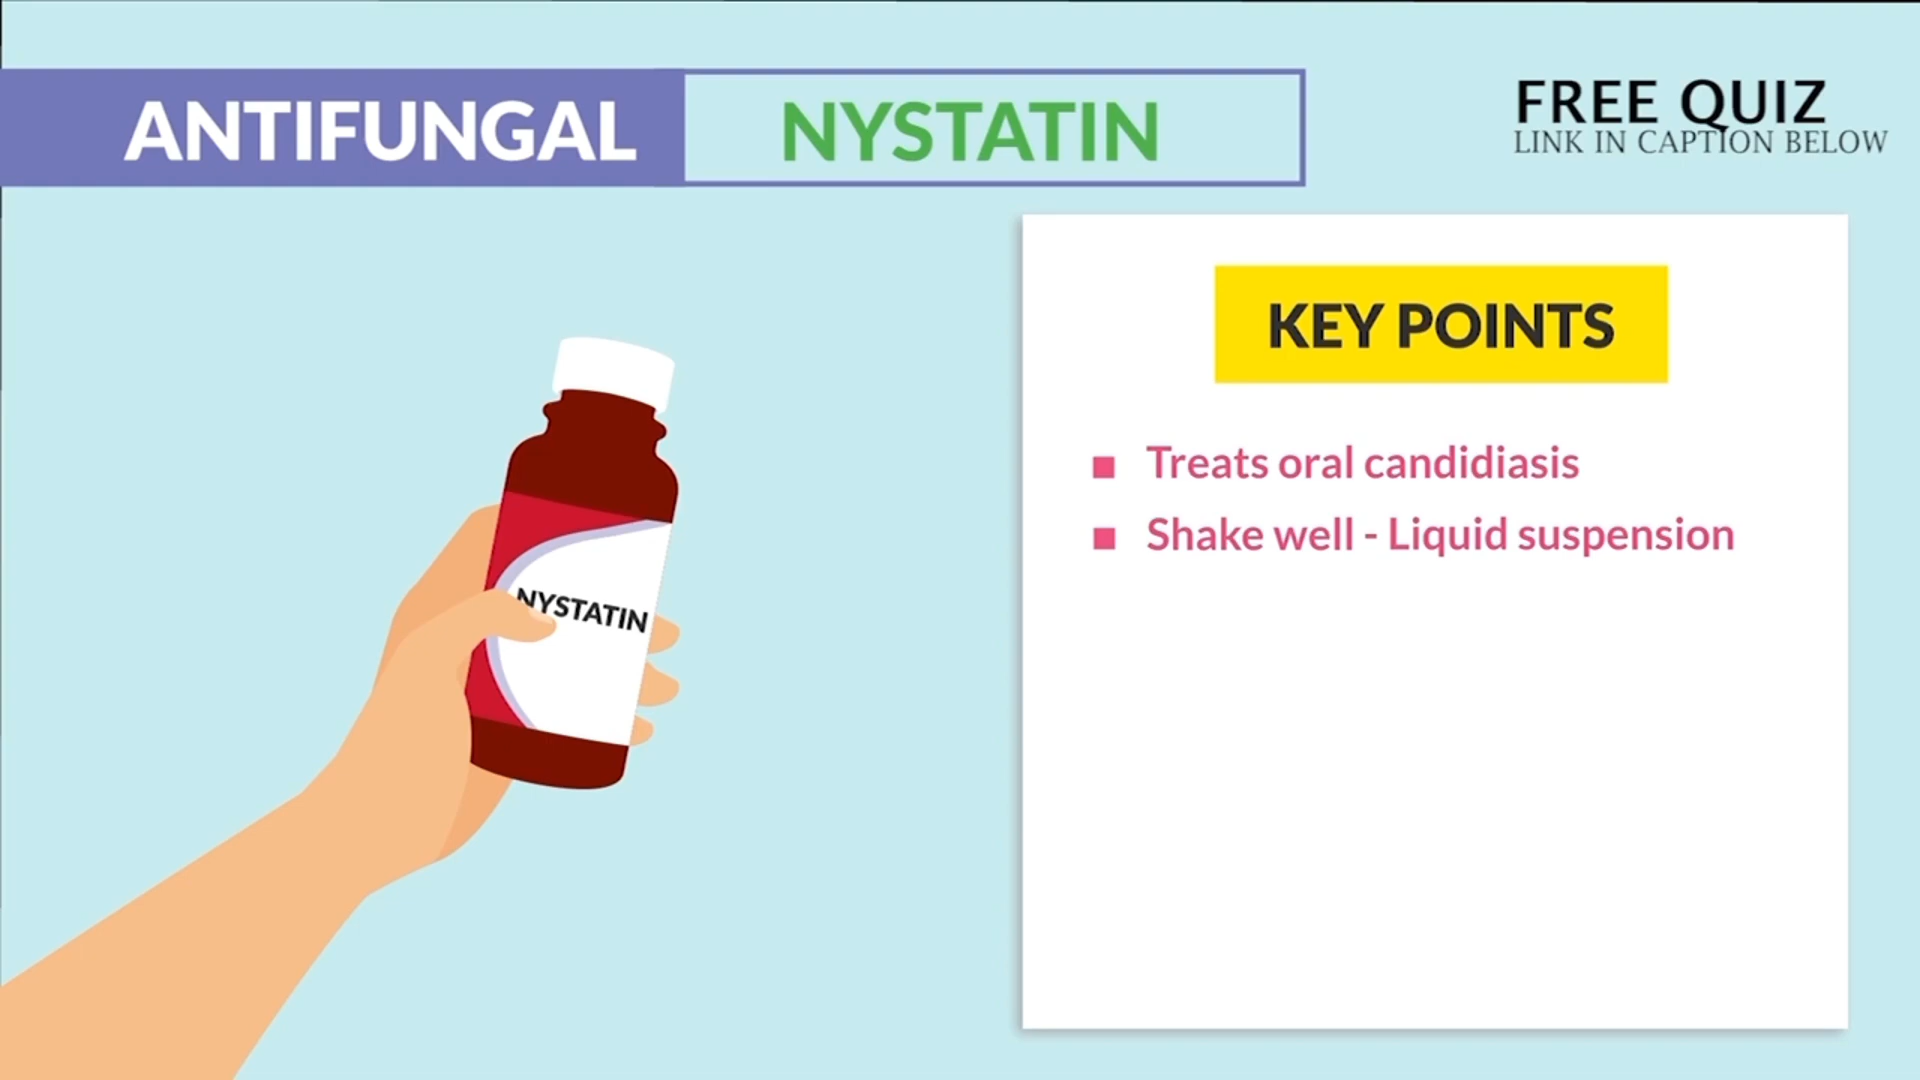 ANTIFUNGAL NYSTATIN
FREE QUIZ
LINK IN CAPTION BELOW
KEY POINTS
Treats oral candidiasis
Shake well - Liquid suspension
NYSTATIN